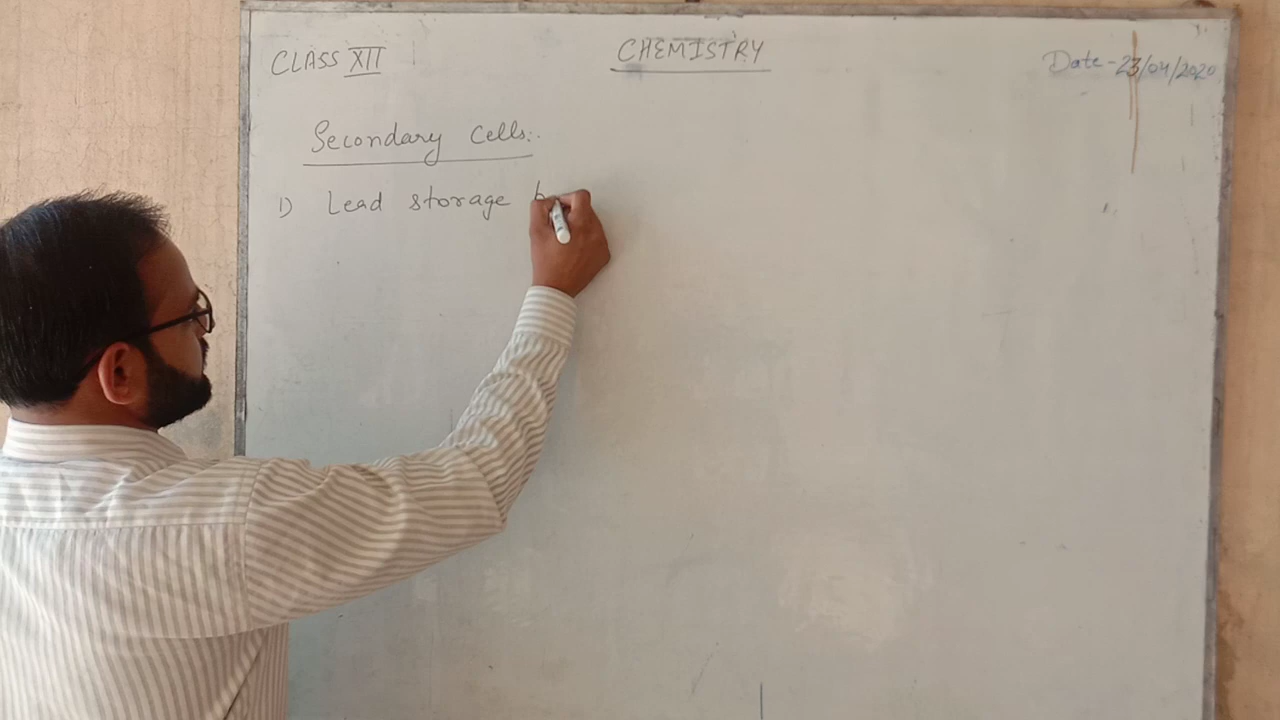 CLASS XII
CHEMISTRY
Date-23/04/2020
Secondary Cells:.
1) Lead storage b